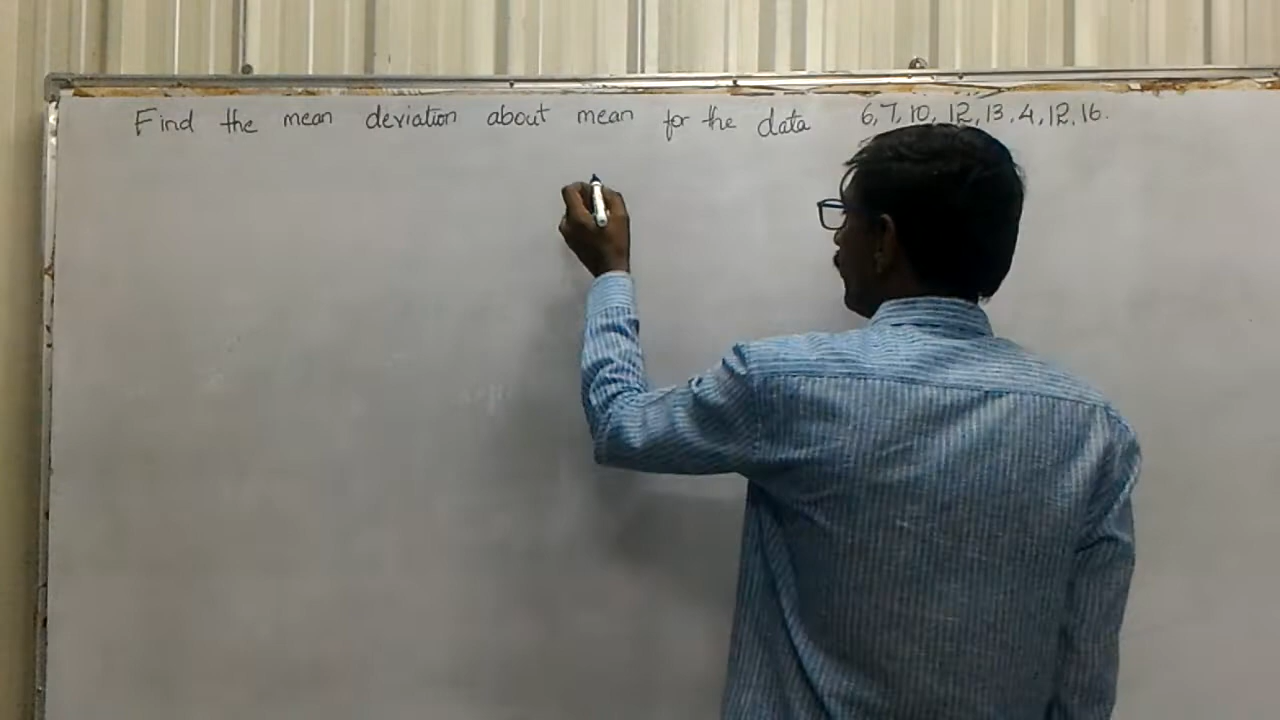 Find the mean deviation about mean for the data 6,7,10,12,13,4,12,16.